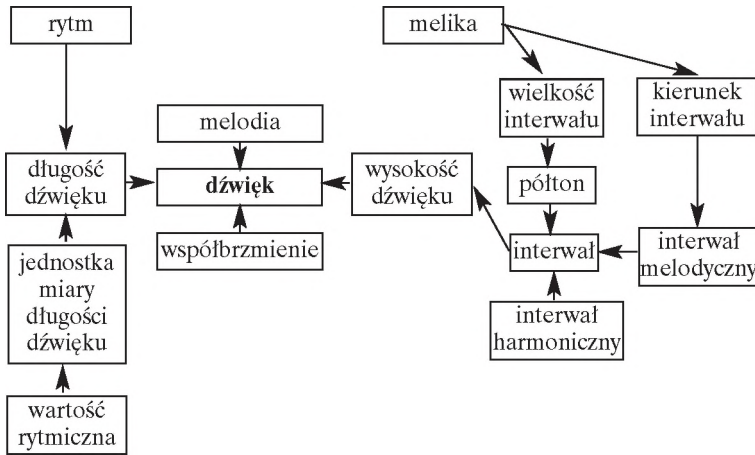 rytm
melika
wielkość
interwału
kierunek
interwału
melodia
długość
dźwięku
dźwięk
wysokość
dźwięku
półton
współbrzmienie
interwał
interwał
melodyczny
jednostka
miary
długości
dźwięku
interwał
harmoniczny
wartość
rytmiczna